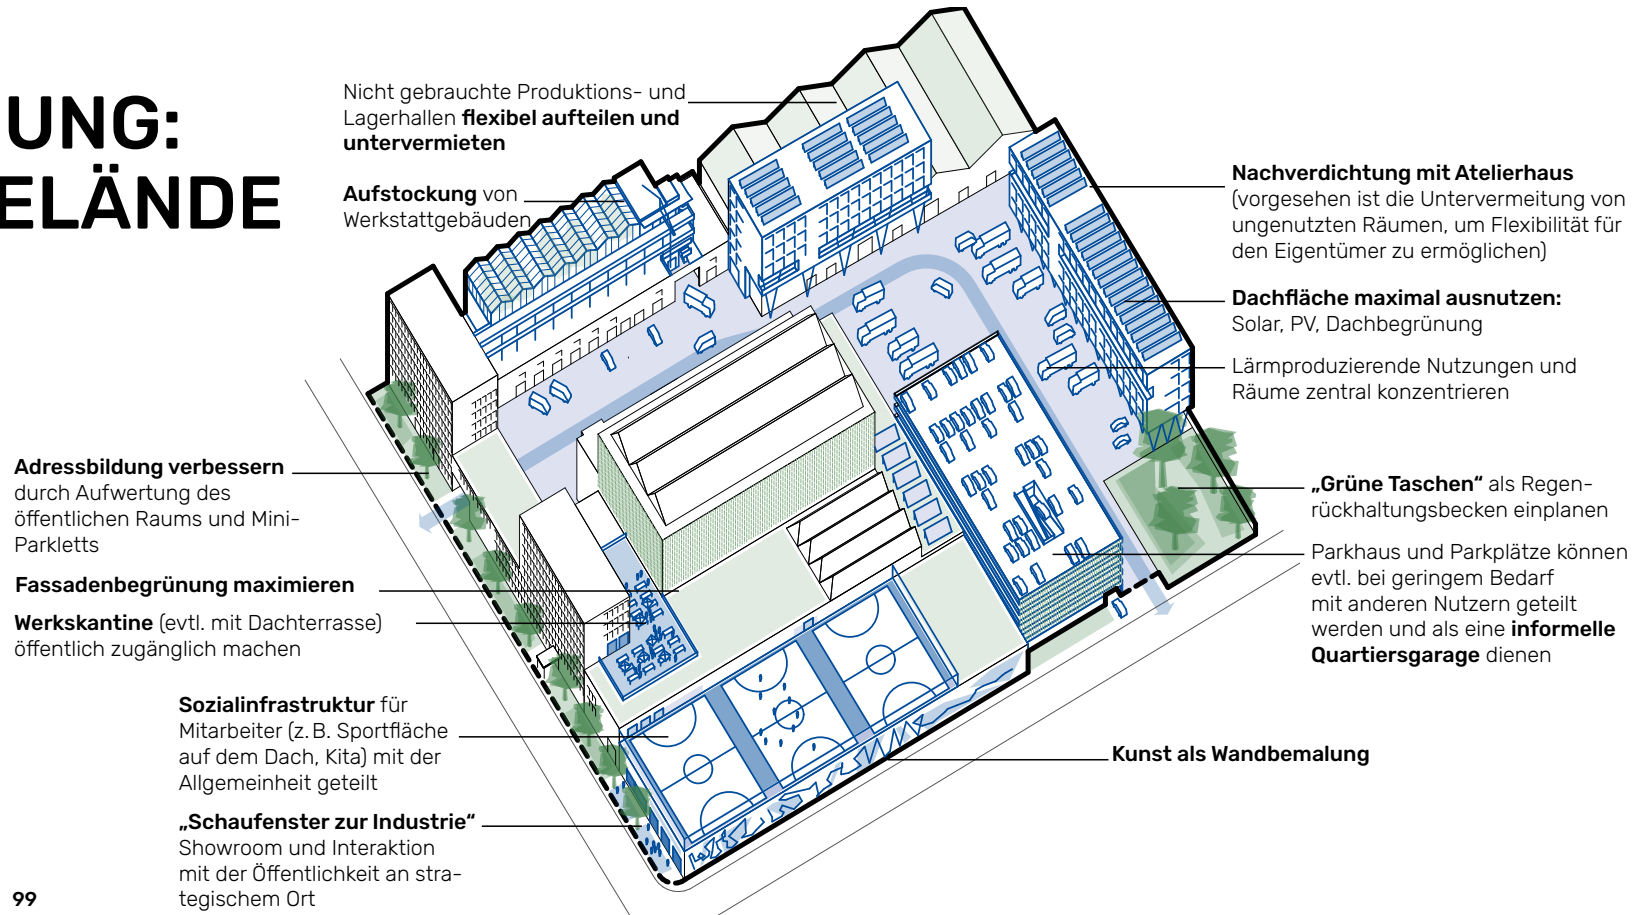 UNG:
ELÄNDE
Nicht gebrauchte Produktions- und
Lagerhallen flexibel aufteilen und
untervermieten
Aufstockung von
Werkstattgebäuden
Adressbildung verbessern
durch Aufwertung des
öffentlichen Raums und Mini-
Parkletts
Fassadenbegrünung maximieren
Werkskantine (evtl. mit Dachterrasse)
öffentlich zugänglich machen
Sozialinfrastruktur für
Mitarbeiter (z. B. Sportfläche
auf dem Dach, Kita) mit der
Allgemeinheit geteilt
„Schaufenster zur Industrie“
Showroom und Interaktion
mit der Öffentlichkeit an stra-
tegischem Ort
Nachverdichtung mit Atelierhaus
(vorgesehen ist die Untervermeitung von
ungenutzten Räumen, um Flexibilität für
den Eigentümer zu ermöglichen)
Dachfläche maximal ausnutzen:
Solar, PV, Dachbegrünung
Lärmproduzierende Nutzungen und
Räume zentral konzentrieren
„Grüne Taschen“ als Regen-
rückhaltungsbecken einplanen
Parkhaus und Parkplätze können
evtl. bei geringem Bedarf
mit anderen Nutzern geteilt
werden und als eine informelle
Quartiersgarage dienen
Kunst als Wandbemalung
99